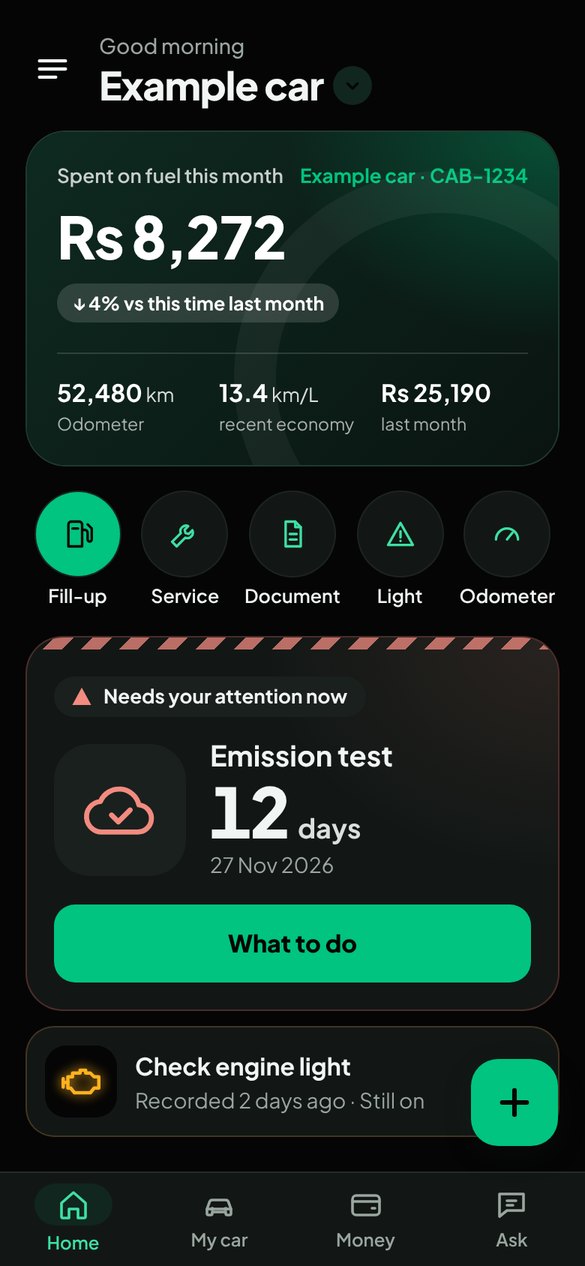 Good morning
Example car
Spent on fuel this month Example car · CAB-1234
Rs 8,272
↓ 4% vs this time last month
52,480 km 13.4 km/L Rs 25,190
Odometer recent economy last month
Fill-up Service Document Light Odometer
Needs your attention now
Emission test
12 days
27 Nov 2026
What to do
Check engine light
Recorded 2 days ago · Still on
+
Home My car Money Ask